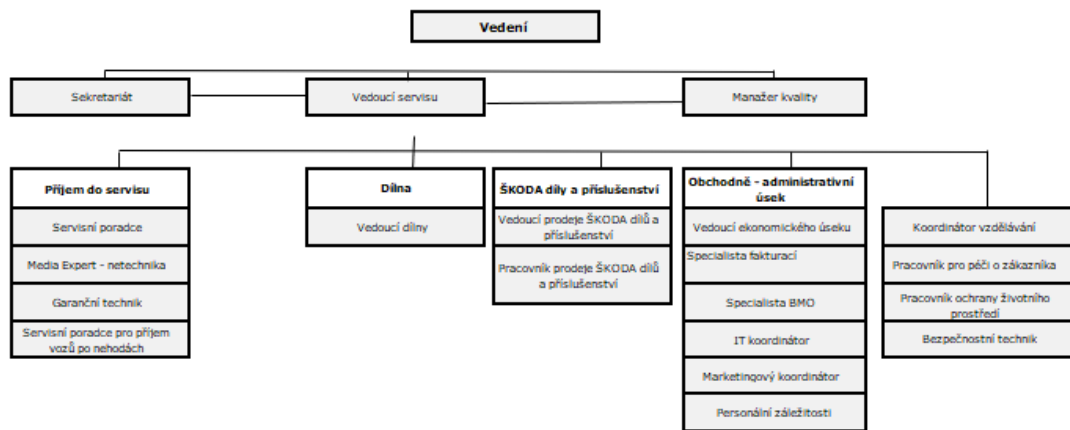 Vedení
Sekretariát
Vedoucí servisu
Manažer kvality
Příjem do servisu
Servisní poradce
Media Expert - netechnika
Garanční technik
Servisní poradce pro příjem
vozů po nehodách
Dílna
Vedoucí dílny
ŠKODA díly a příslušenství
Vedoucí prodeje ŠKODA dílů a
příslušenství
Pracovník prodeje ŠKODA dílů
a příslušenství
Obchodně - administrativní
úsek
Vedoucí ekonomického úseku
Specialista fakturací
Specialista BMO
IT koordinátor
Marketingový koordinátor
Personální záležitosti
Koordinátor vzdělávání
Pracovník pro péči o zákazníka
Pracovník ochrany životního
prostředí
Bezpečnostní technik